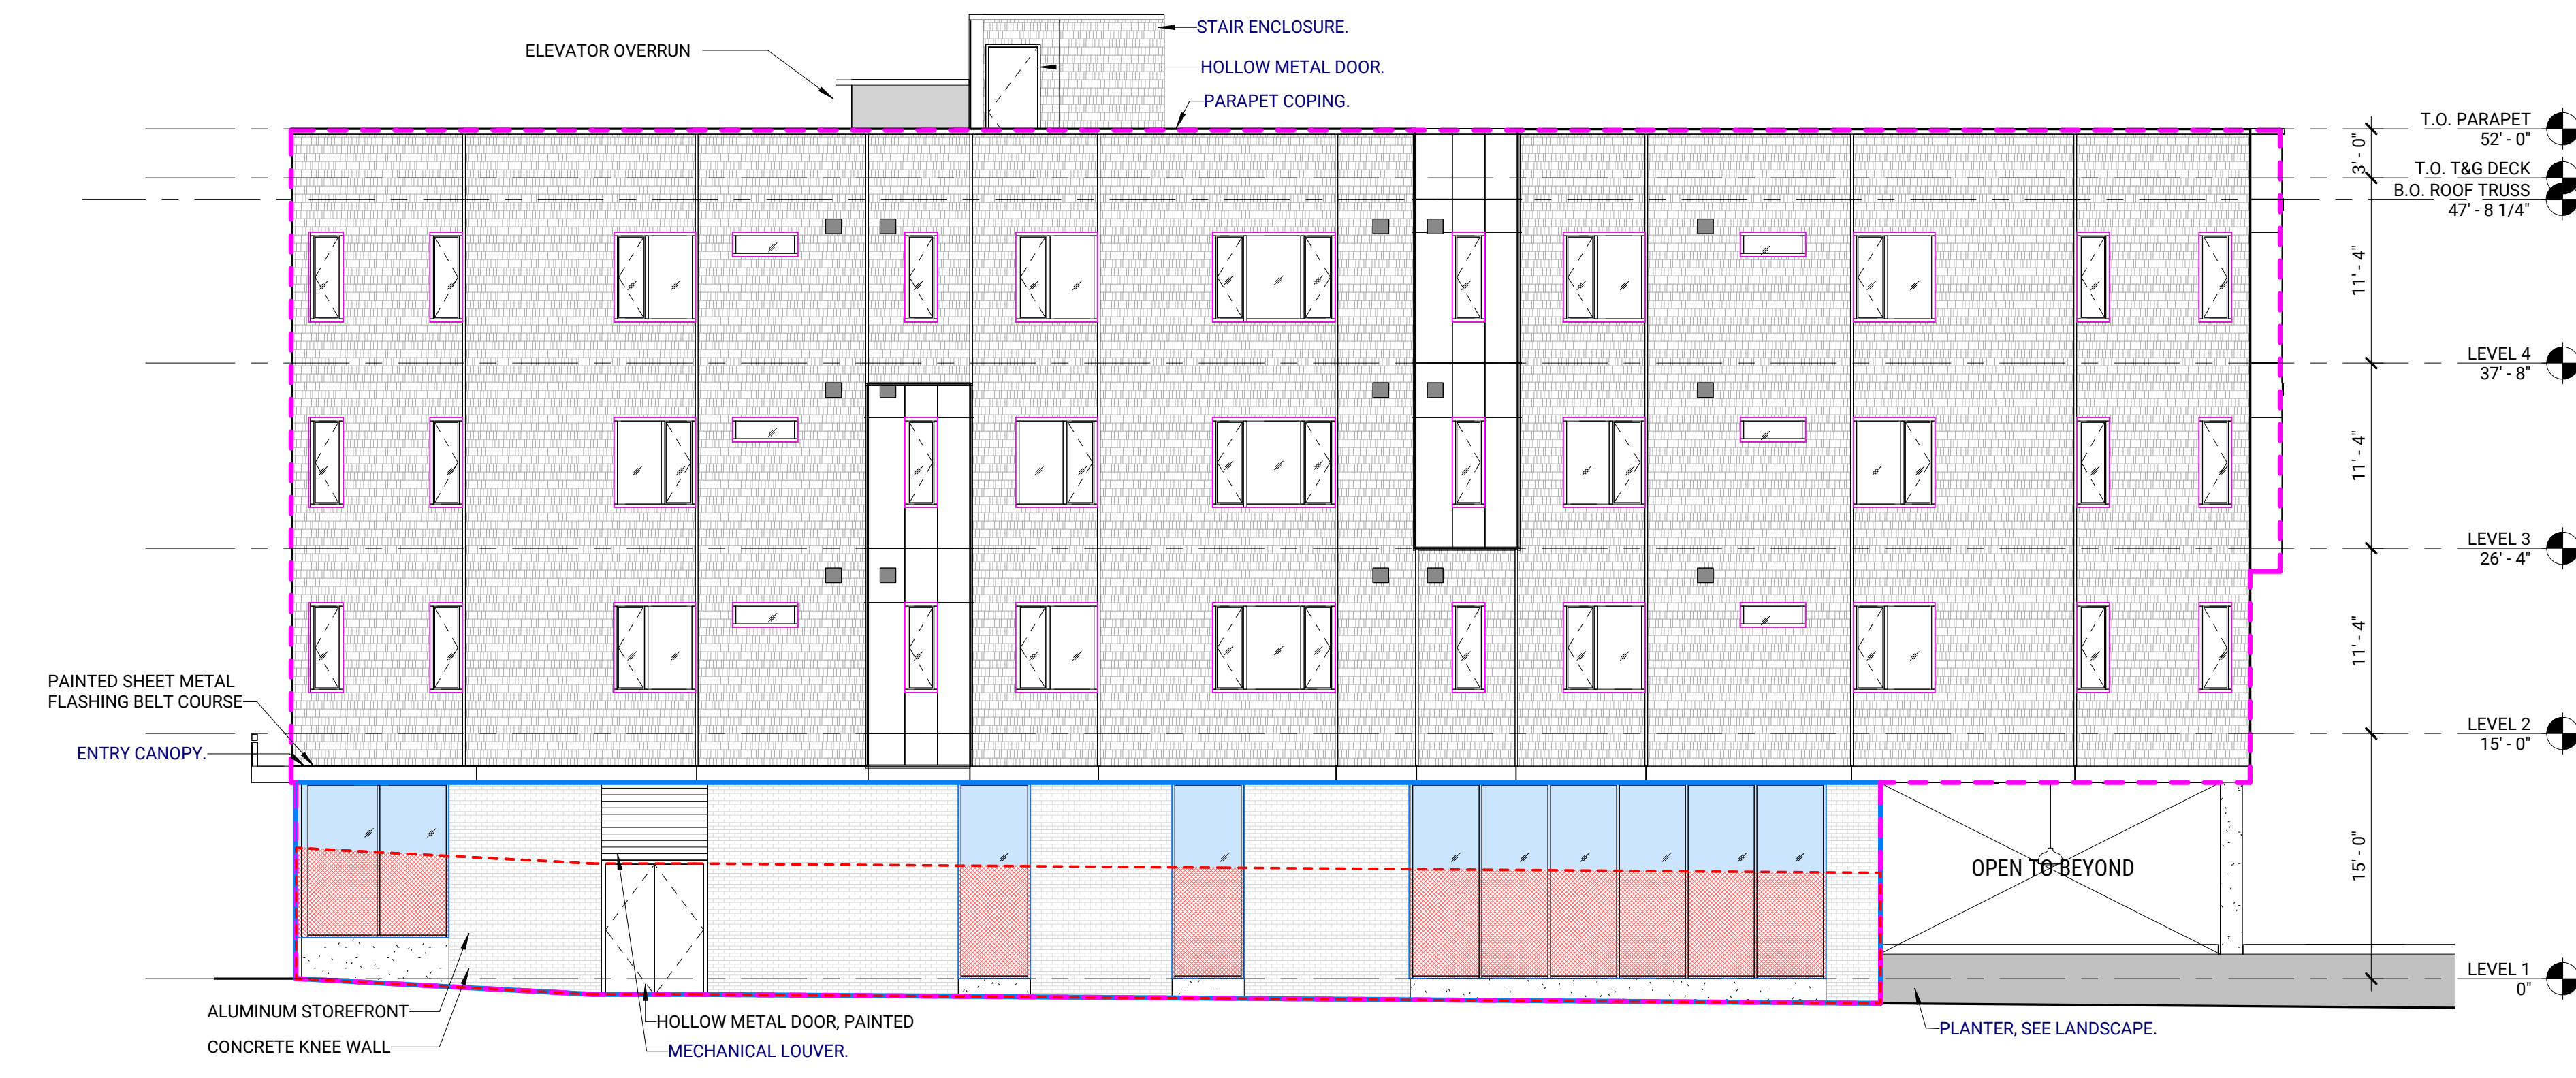 STAIR ENCLOSURE.
ELEVATOR OVERRUN
HOLLOW METAL DOOR.
PARAPET COPING.
T.O. PARAPET
52' - 0"
3' - 0"
T.O. T&G DECK
B.O. ROOF TRUSS
47' - 8 1/4"
11' - 4"
LEVEL 4
37' - 8"
11' - 4"
LEVEL 3
26' - 4"
11' - 4"
PAINTED SHEET METAL
FLASHING BELT COURSE
ENTRY CANOPY.
LEVEL 2
15' - 0"
15' - 0"
OPEN TO BEYOND
LEVEL 1
0"
ALUMINUM STOREFRONT
CONCRETE KNEE WALL
HOLLOW METAL DOOR, PAINTED
MECHANICAL LOUVER.
PLANTER, SEE LANDSCAPE.